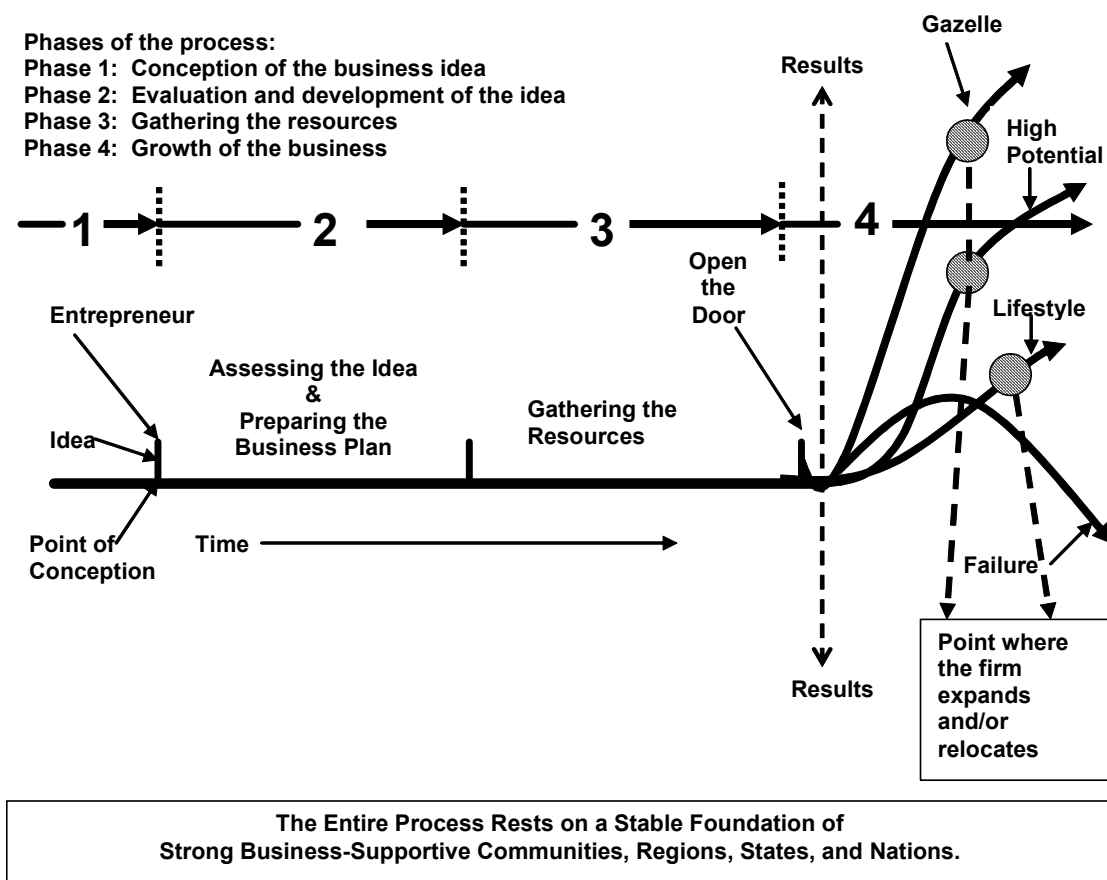 Phases of the process:
Phase 1: Conception of the business idea
Phase 2: Evaluation and development of the idea
Phase 3: Gathering the resources
Phase 4: Growth of the business
Gazelle
Results
High
Potential
1
2
3
4
Open
the
Door
Entrepreneur
Lifestyle
Assessing the Idea
&
Preparing the
Business Plan
Gathering the
Resources
Idea
Point of
Conception
Time
Failure
Results
Point where
the firm
expands
and/or
relocates
The Entire Process Rests on a Stable Foundation of
Strong Business-Supportive Communities, Regions, States, and Nations.